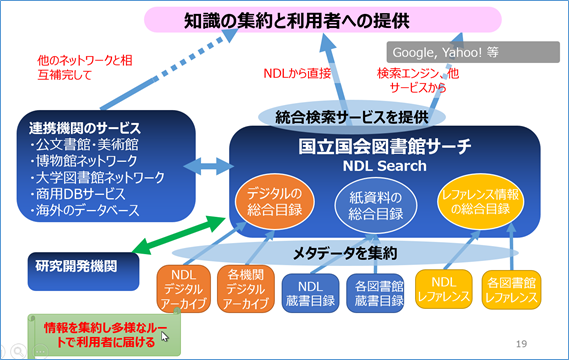 知識の集約と利用者への提供
Google, Yahoo! 等
他のネットワークと相
互補完して
NDLから直接
検索エンジン、他
サービスから
統合検索サービスを提供
連携機関のサービス
・公文書館・美術館
・博物館ネットワーク
・大学図書館ネットワーク
・商用DBサービス
・海外のデータベース
国立国会図書館サーチ
NDL Search
デジタルの
総合目録
紙資料の
総合目録
レファレンス情報
の総合目録
メタデータを集約
研究開発機関
NDL
デジタル
アーカイブ
各機関
デジタル
アーカイブ
NDL
蔵書目録
各図書館
蔵書目録
NDL
レファレンス
各図書館
レファレンス
情報を集約し多様なルー
トで利用者に届ける
19